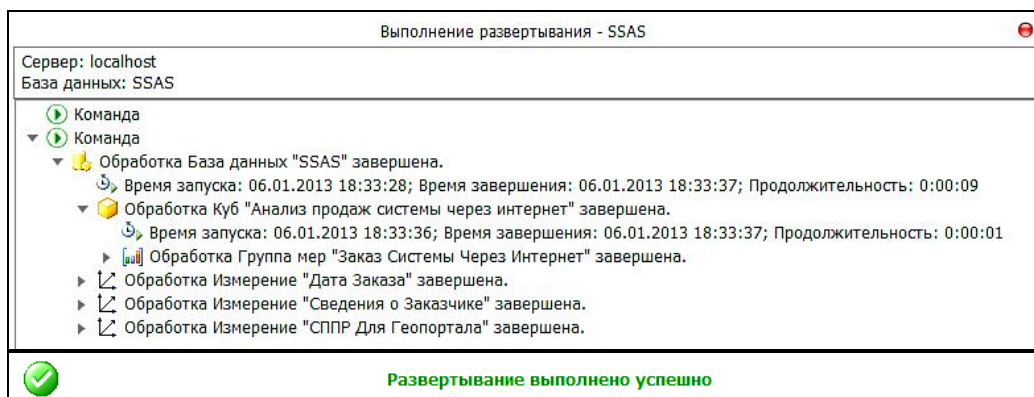 Выполнение развертывания - SSAS
Сервер: localhost
База данных: SSAS
Команда
Команда
Обработка База данных "SSAS" завершена.
Время запуска: 06.01.2013 18:33:28; Время завершения: 06.01.2013 18:33:37; Продолжительность: 0:00:09
Обработка Куб "Анализ продаж системы через интернет" завершена.
Время запуска: 06.01.2013 18:33:36; Время завершения: 06.01.2013 18:33:37; Продолжительность: 0:00:01
Обработка Группа мер "Заказ Системы Через Интернет" завершена.
Обработка Измерение "Дата Заказа" завершена.
Обработка Измерение "Сведения о Заказчике" завершена.
Обработка Измерение "СППР Для Геопортала" завершена.
Развертывание выполнено успешно